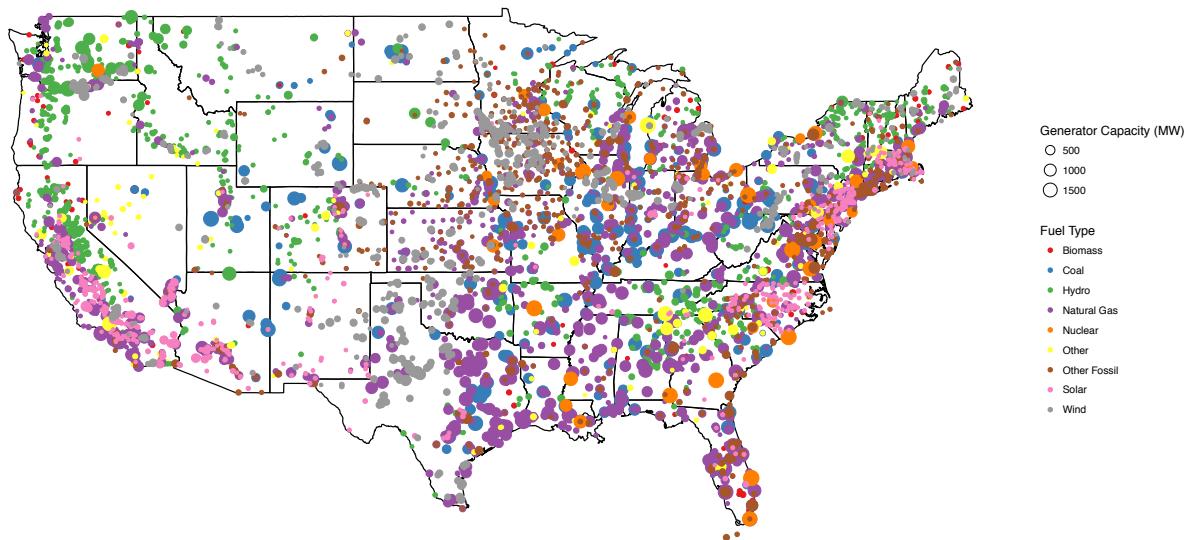 Generator Capacity (MW)
500
1000
1500
Fuel Type
Biomass
Coal
Hydro
Natural Gas
Nuclear
Other
Other Fossil
Solar
Wind